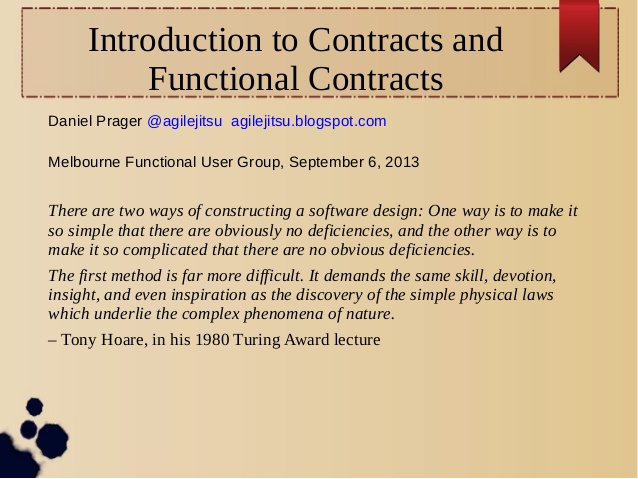 Introduction to Contracts and
Functional Contracts
Daniel Prager @agilejitsu agilejitsu.blogspot.com
Melbourne Functional User Group, September 6, 2013
There are two ways of constructing a software design: One way is to make it
so simple that there are obviously no deficiencies, and the other way is to
make it so complicated that there are no obvious deficiencies.
The first method is far more difficult. It demands the same skill, devotion,
insight, and even inspiration as the discovery of the simple physical laws
which underlie the complex phenomena of nature.
– Tony Hoare, in his 1980 Turing Award lecture